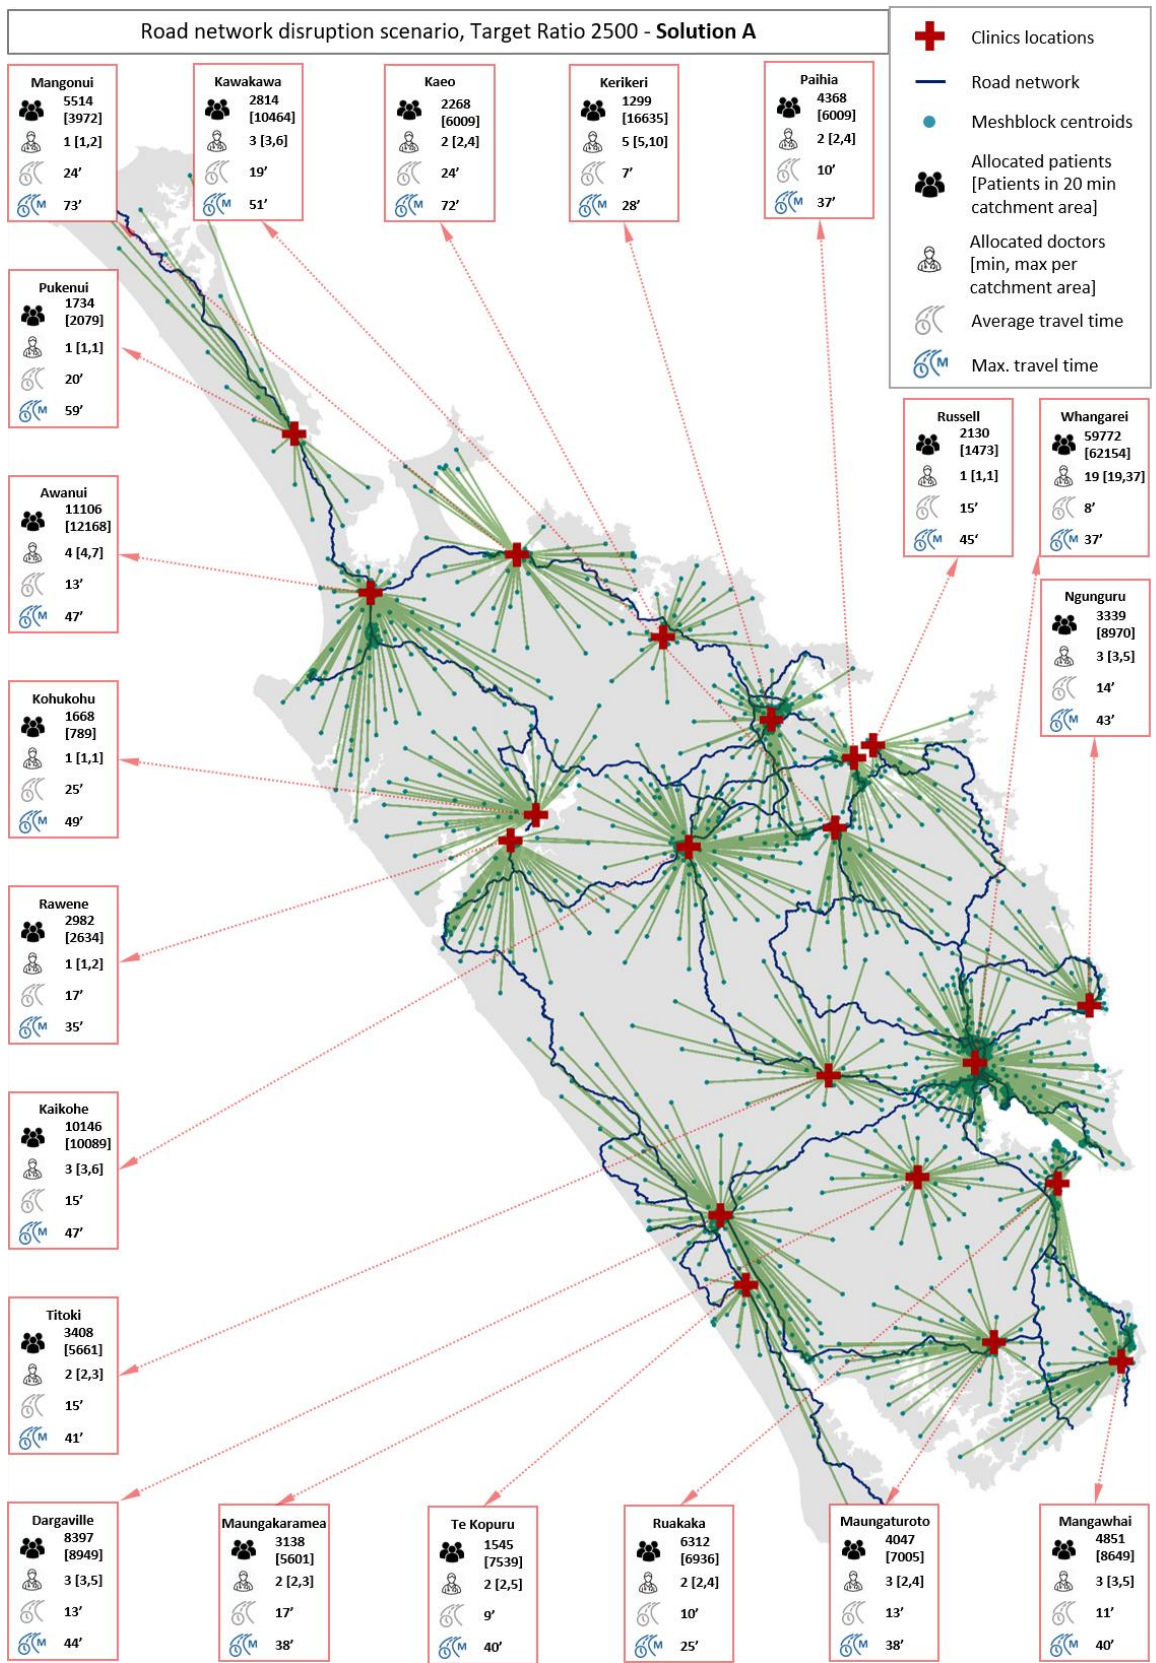 Road network disruption scenario, Target Ratio 2500 - Solution A
Clinics locations
Road network
Meshblock centroids
Allocated patients
[Patients in 20 min
catchment area]
Allocated doctors
[min, max per
catchment area]
Average travel time
M
Max. travel time
Mangonui
5514
[3972]
1 [1,2]
24'
M
73'
Kawakawa
2814
[10464]
3 [3,6]
19'
M
51'
Kaeo
2268
[6009]
2 [2,4]
24'
M
72'
Kerikeri
1299
[16635]
5 [5,10]
7'
M
28'
Paihia
4368
[6009]
2 [2,4]
10'
M
37'
Pukenui
1734
[2079]
1 [1,1]
20'
M
59'
Russell
2130
[1473]
1 [1,1]
15'
M
45'
Whangarei
59772
[62154]
19 [19,37]
8'
M
37'
Awanui
11106
[12168]
4 [4,7]
13'
M
47'
Ngunguru
3339
[8970]
3 [3,5]
14'
M
43'
Kohukohu
1668
[789]
1 [1,1]
25'
M
49'
Rawene
2982
[2634]
1 [1,2]
17'
M
35'
Kaikohe
10146
[10089]
3 [3,6]
15'
M
47'
Titoki
3408
[5661]
2 [2,3]
15'
M
41'
Dargaville
8397
[8949]
3 [3,5]
13'
M
44'
Maungakaramea
3138
[5601]
2 [2,3]
17'
M
38'
Te Kopuru
1545
[7539]
2 [2,5]
9'
M
40'
Ruakaka
6312
[6936]
2 [2,4]
10'
M
25'
Maungaturoto
4047
[7005]
3 [2,4]
13'
M
38'
Mangawhai
4851
[8649]
3 [3,5]
11'
M
40'